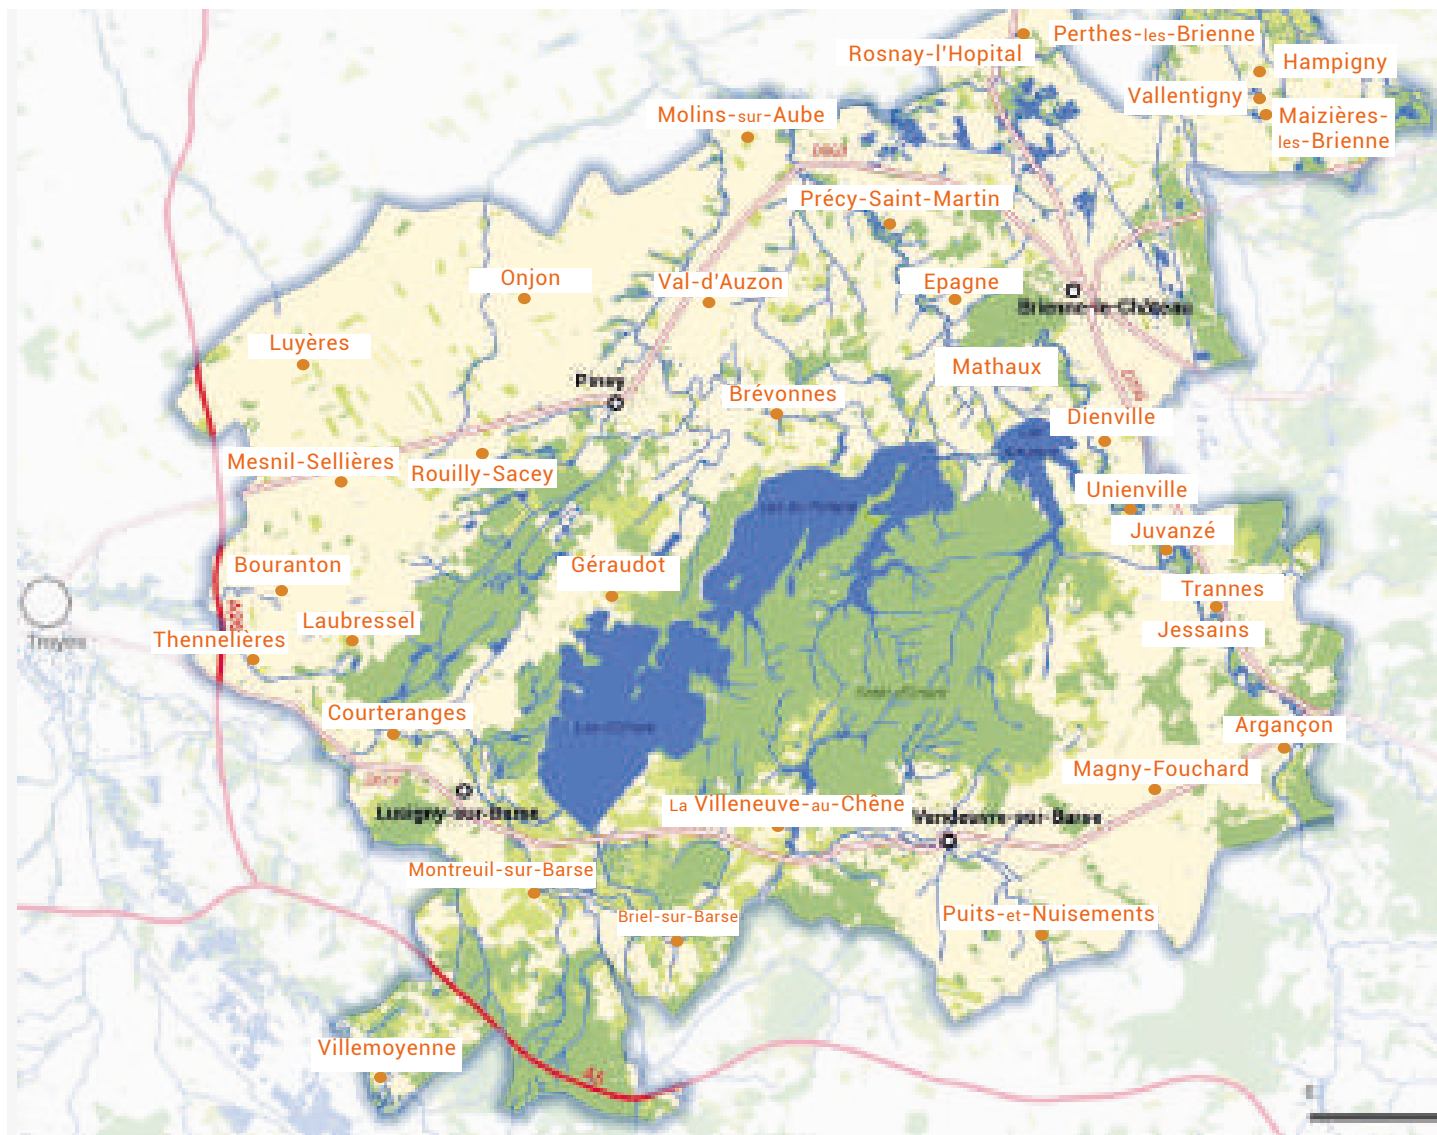 Perthes-les-Brienne
Rosnay-l'Hopital
Hampigny
Vallentigny
Maizières-
les-Brienne
Molins-sur-Aube
Précy-Saint-Martin
Onjon
Val-d'Auzon
Epagne
Brienne-le-Château
Luyères
Mathaux
Piney
Brévonnes
Dienville
Mesnil-Sellières
Rouilly-Sacey
Unienville
Juvanzé
Bouranton
Géraudot
Trannes
Laubressel
Jessains
Thennelières
Troyes
Courteranges
Argançon
Magny-Fouchard
La Villeneuve-au-Chêne
Lusigny-sur-Barse
Vendeuvre-sur-Barse
Montreuil-sur-Barse
Briel-sur-Barse
Puits-et-Nuisements
Villemoyenne
A5